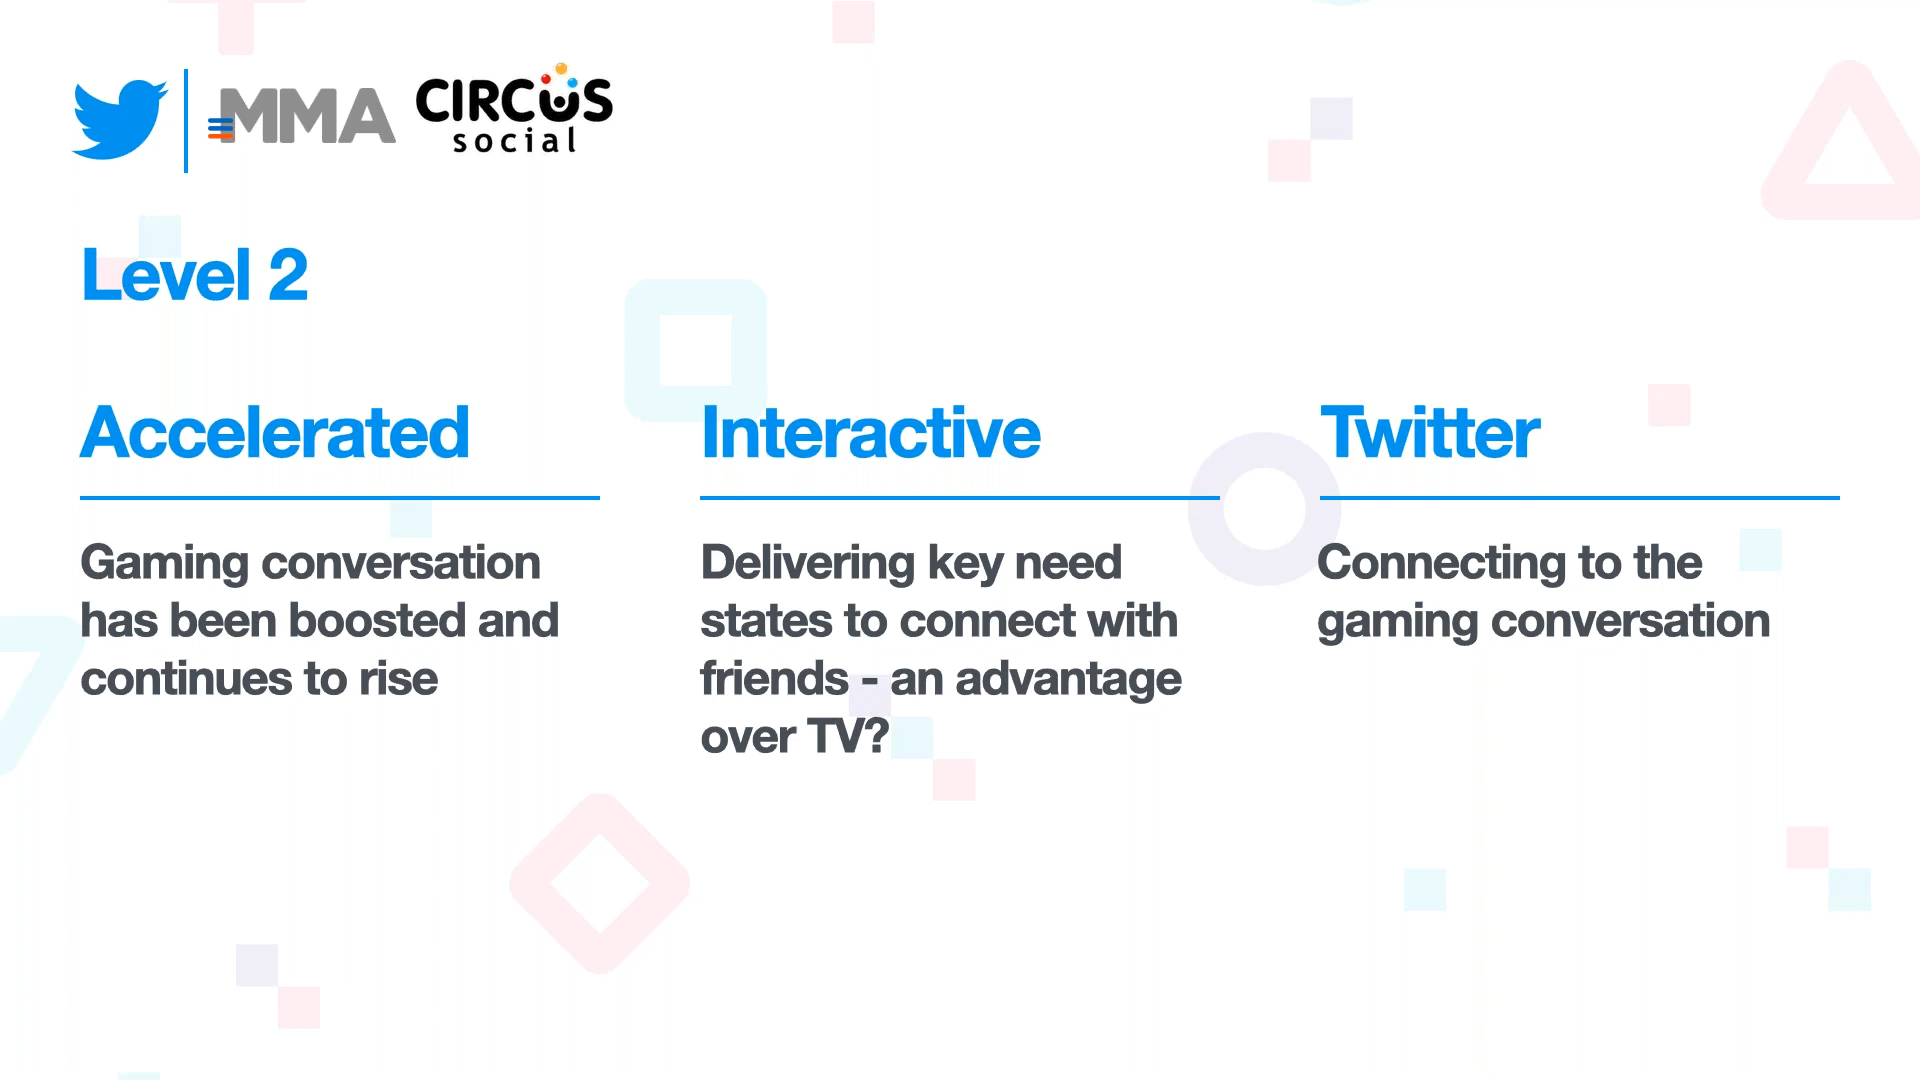 MMA
CIRCUS
social
Level 2
Accelerated
Gaming conversation
has been boosted and
continues to rise
Interactive
Delivering key need
states to connect with
friends - an advantage
over TV?
Twitter
Connecting to the
gaming conversation